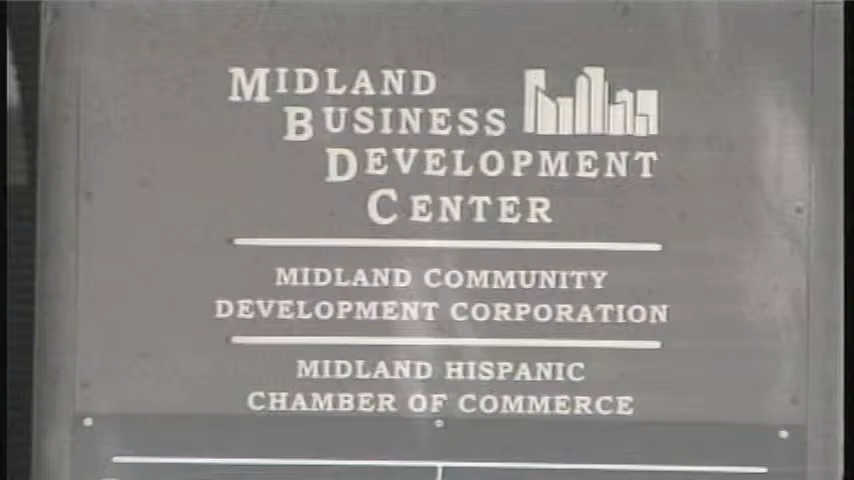 MIDLAND
BUSINESS
DEVELOPMENT
CENTER
MIDLAND COMMUNITY
DEVELOPMENT CORPORATION
MIDLAND HISPANIC
CHAMBER OF COMMERCE